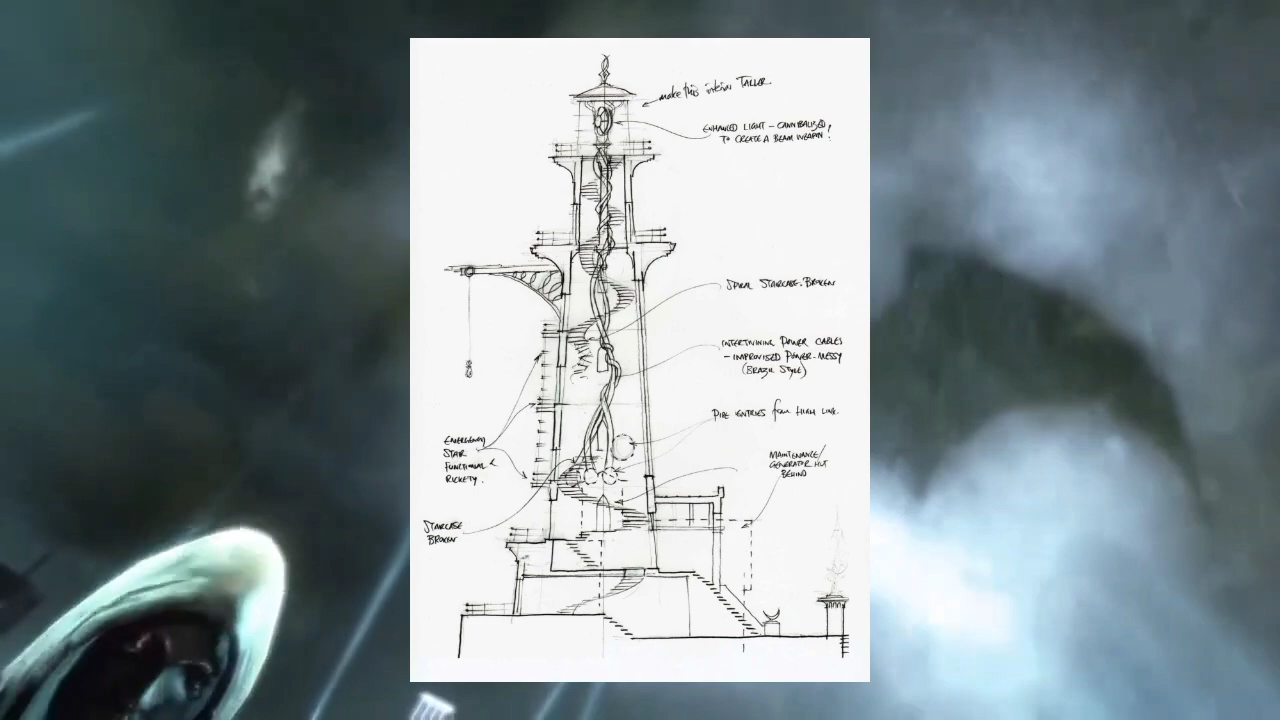 make this interior TALLER.
ENHANCED LIGHT - CANNIBALISED
TO CREATE A BEAM WEAPON!
SPIRAL STAIRCASE. BROKEN
INTERTWINING POWER CABLES
- IMPROVISED POWER - MESSY
(BRAZIL STYLE)
PIPE ENTRIES from HIGH LINE.
EMERGENCY
STAIR
FUNCTIONAL &
RICKETY.
MAINTENANCE/
GENERATOR HUT
BEHIND
STAIRCASE
BROKEN